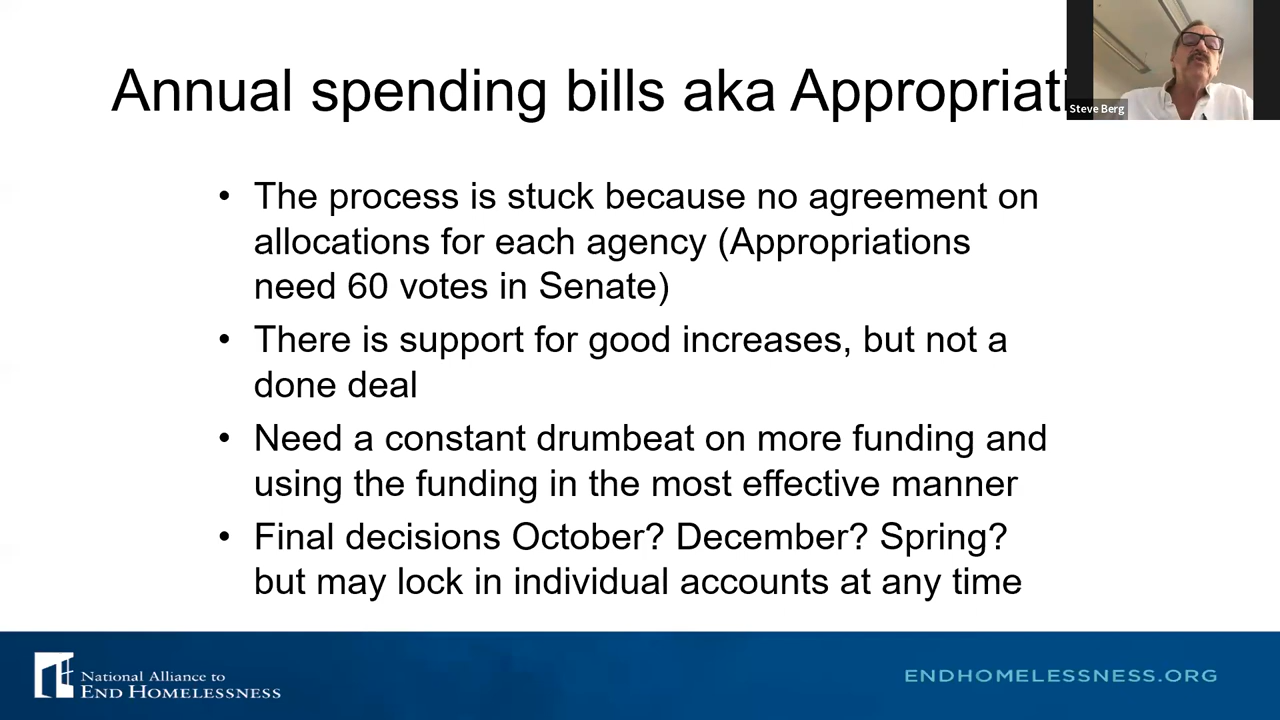 Annual spending bills aka Appropriati
Steve Berg
• The process is stuck because no agreement on
allocations for each agency (Appropriations
need 60 votes in Senate)
• There is support for good increases, but not a
done deal
• Need a constant drumbeat on more funding and
using the funding in the most effective manner
• Final decisions October? December? Spring?
but may lock in individual accounts at any time
National Alliance to
END HOMELESSNESS
ENDHOMELESSNESS.ORG